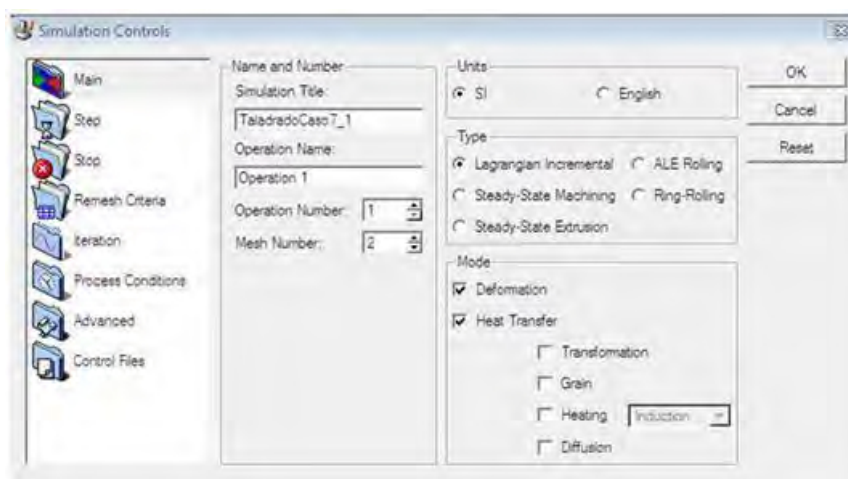 Simulation Controls
Main
Step
Stop
Remesh Criteria
Iteration
Process Conditions
Advanced
Control Files
Name and Number
Simulation Title:
TaladradoCaso7_1
Operation Name:
Operation 1
Operation Number: 1
Mesh Number: 2
Units
SI English
Type
Lagrangian Incremental ALE Rolling
Steady-State Machining Ring-Rolling
Steady-State Extrusion
Mode
Deformation
Heat Transfer
Transformation
Grain
Heating Induction
Diffusion
OK
Cancel
Reset